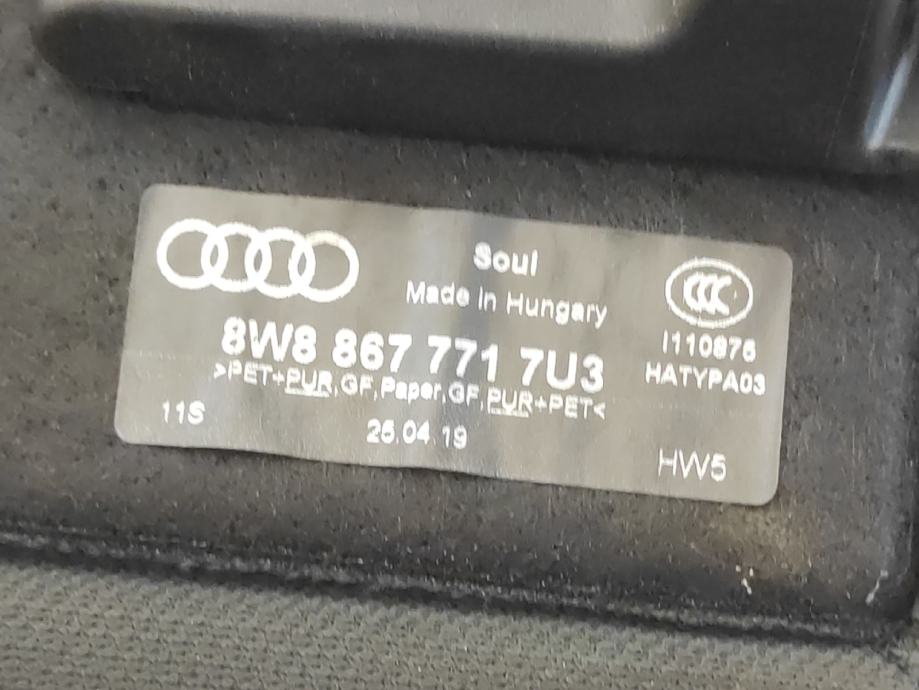 Soul
Made in Hungary
8W8 867 771 7U3
>PET+PUR,GF,Paper,GF,PUR+PET<
11S
26.04.19
CCC
I110876
HATYPA03
HW5